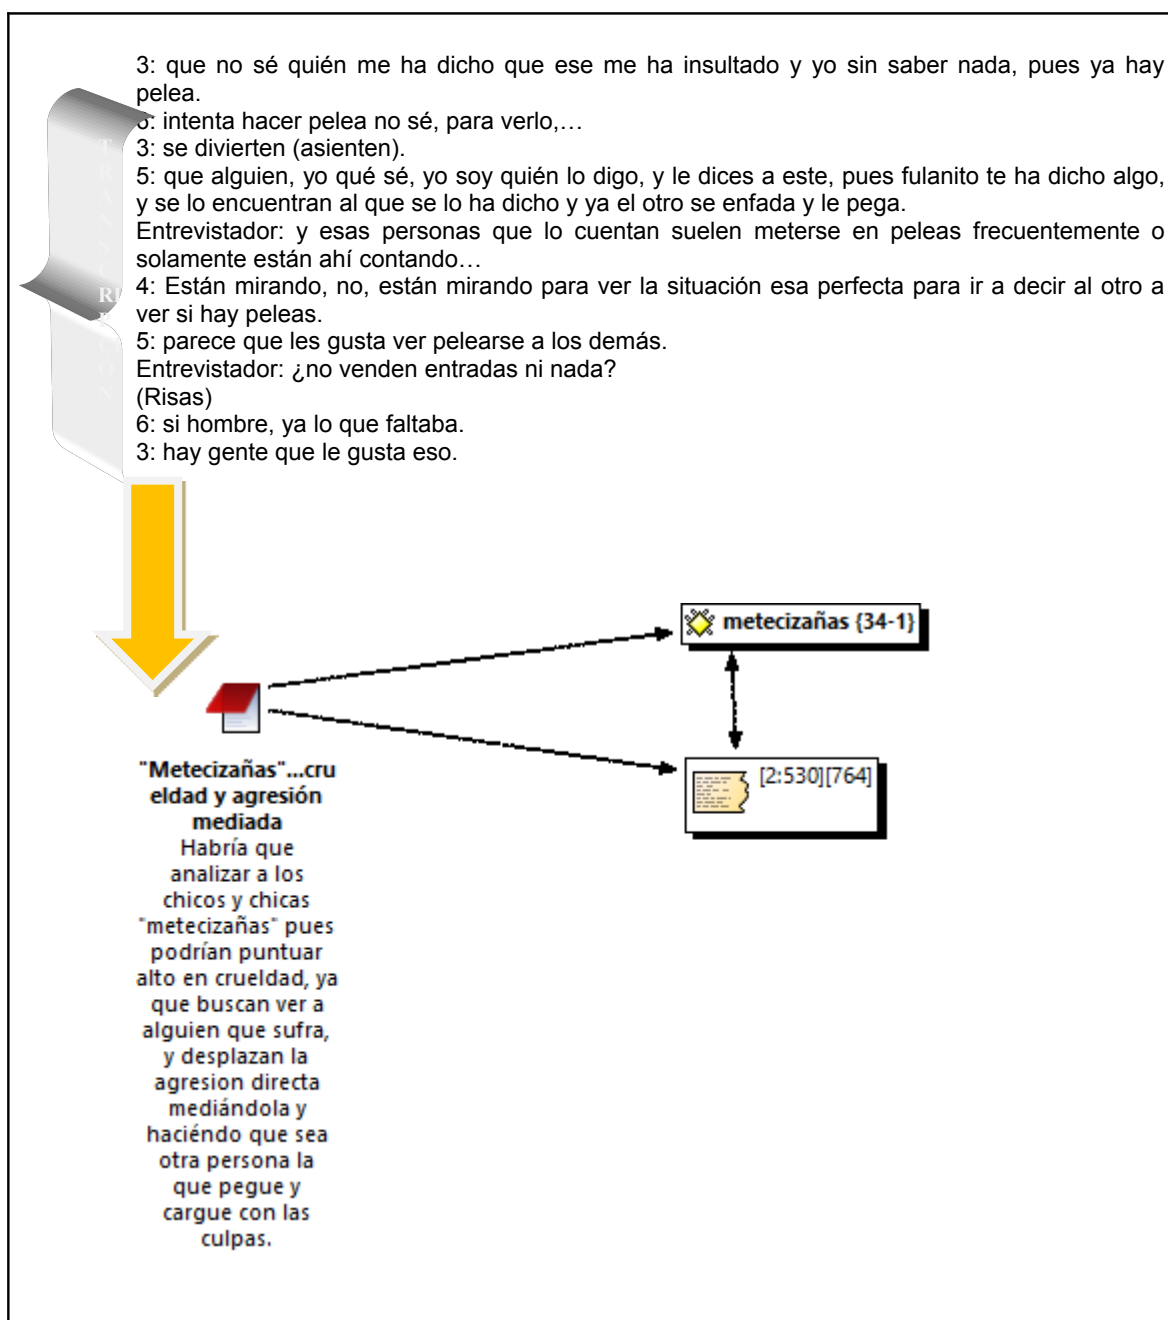 3: que no sé quién me ha dicho que ese me ha insultado y yo sin saber nada, pues ya hay
pelea.
6: intenta hacer pelea no sé, para verlo,…
3: se divierten (asienten).
5: que alguien, yo qué sé, yo soy quién lo digo, y le dices a este, pues fulanito te ha dicho algo,
y se lo encuentran al que se lo ha dicho y ya el otro se enfada y le pega.
Entrevistador: y esas personas que lo cuentan suelen meterse en peleas frecuentemente o
solamente están ahí contando…
4: Están mirando, no, están mirando para ver la situación esa perfecta para ir a decir al otro a
ver si hay peleas.
5: parece que les gusta ver pelearse a los demás.
Entrevistador: ¿no venden entradas ni nada?
(Risas)
6: si hombre, ya lo que faltaba.
3: hay gente que le gusta eso.
metecizañas {34-1}
[2:530][764]
"Metecizañas"...cru
eldad y agresión
mediada
Habría que
analizar a los
chicos y chicas
"metecizañas" pues
podrían puntuar
alto en crueldad, ya
que buscan ver a
alguien que sufra,
y desplazan la
agresion directa
mediándola y
haciéndo que sea
otra persona la
que pegue y
cargue con las
culpas.